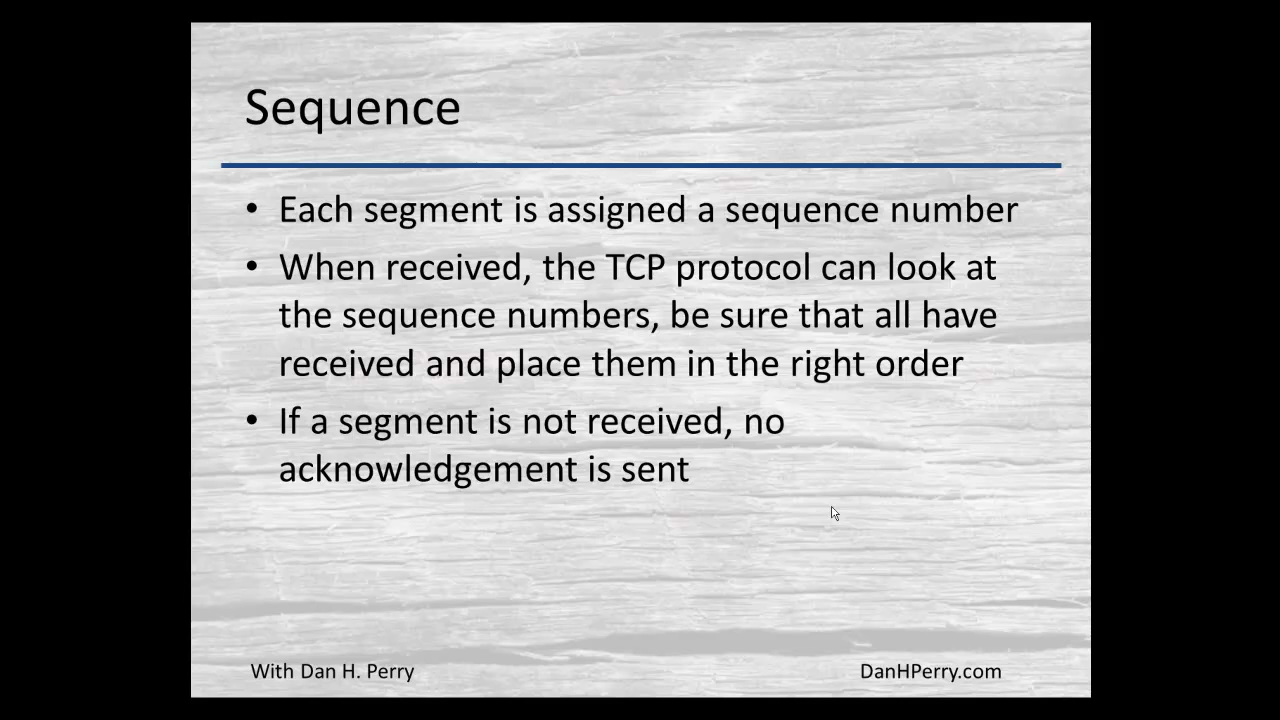 Sequence
• Each segment is assigned a sequence number
• When received, the TCP protocol can look at
the sequence numbers, be sure that all have
received and place them in the right order
• If a segment is not received, no
acknowledgement is sent
With Dan H. Perry
DanHPerry.com